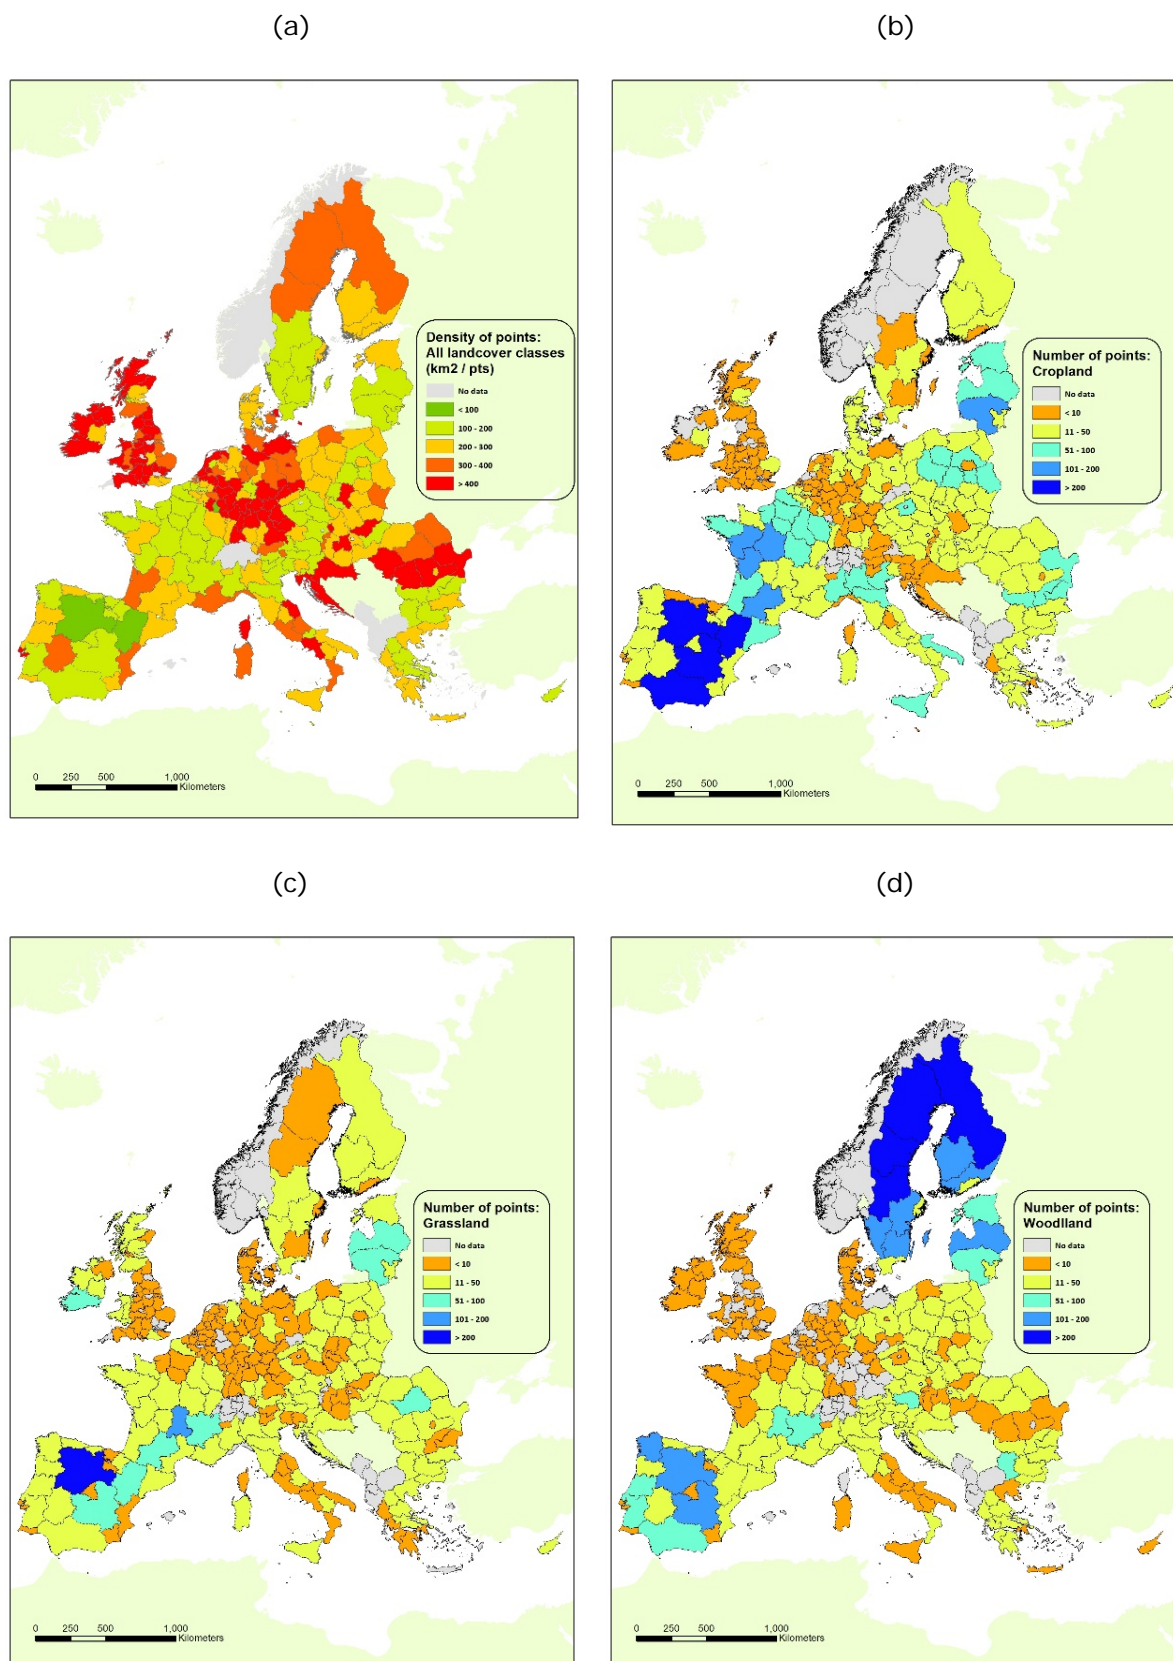 (a)
(b)
Density of points:
All landcover classes
(km2 / pts)
No data
< 100
100 - 200
200 - 300
300 - 400
> 400
0 250 500 1,000
Kilometers
Number of points:
Cropland
No data
< 10
11 - 50
51 - 100
101 - 200
> 200
0 250 500 1,000
Kilometers
(c)
(d)
Number of points:
Grassland
No data
< 10
11 - 50
51 - 100
101 - 200
> 200
0 250 500 1,000
Kilometers
Number of points:
Woodlland
No data
< 10
11 - 50
51 - 100
101 - 200
> 200
0 250 500 1,000
Kilometers